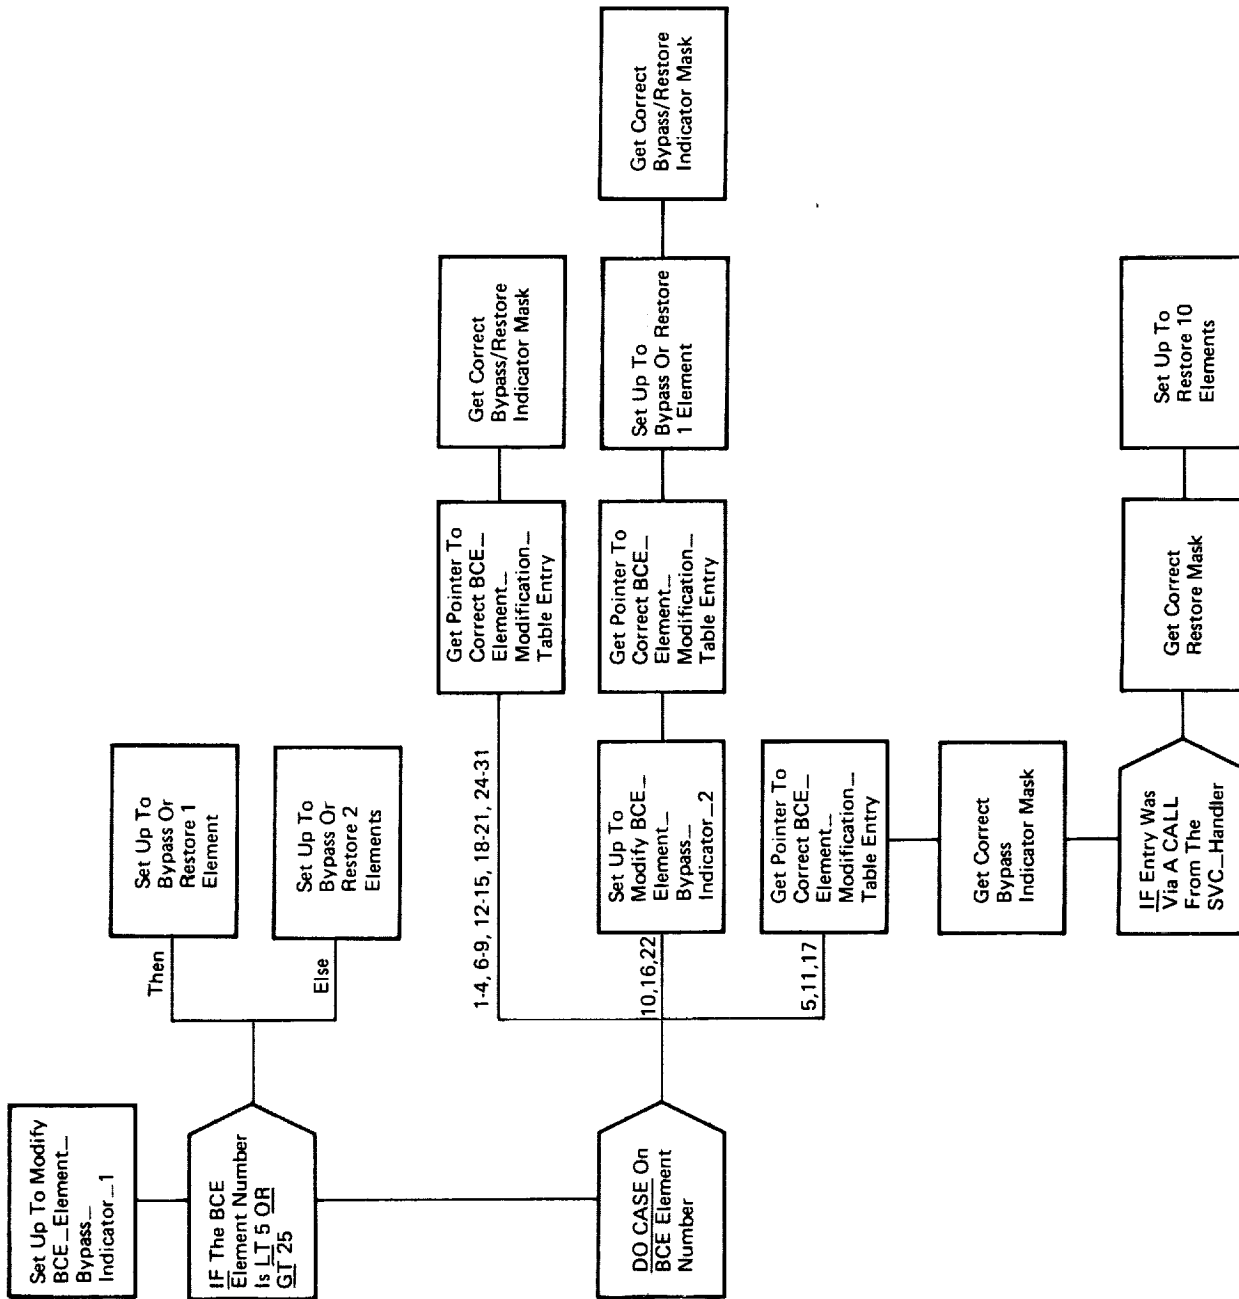 Set Up To Modify
BCE_Element_
Bypass_
Indicator_1
IF The BCE
Element Number
Is LT 5 OR
GT 25
Then
Set Up To
Bypass Or
Restore 1
Element
Else
Set Up To
Bypass Or
Restore 2
Elements
DO CASE On
BCE Element
Number
1-4, 6-9, 12-15, 18-21, 24-31
Get Pointer To
Correct BCE_
Element_
Modification_
Table Entry
Get Correct
Bypass/Restore
Indicator Mask
10,16,22
Set Up To
Modify BCE_
Element_
Bypass_
Indicator_2
Get Pointer To
Correct BCE_
Element_
Modification_
Table Entry
Set Up To
Bypass Or Restore
1 Element
Get Correct
Bypass/Restore
Indicator Mask
5,11,17
Get Pointer To
Correct BCE_
Element_
Modification_
Table Entry
Get Correct
Bypass
Indicator Mask
IF Entry Was
Via A CALL
From The
SVC_Handler
Get Correct
Restore Mask
Set Up To
Restore 10
Elements